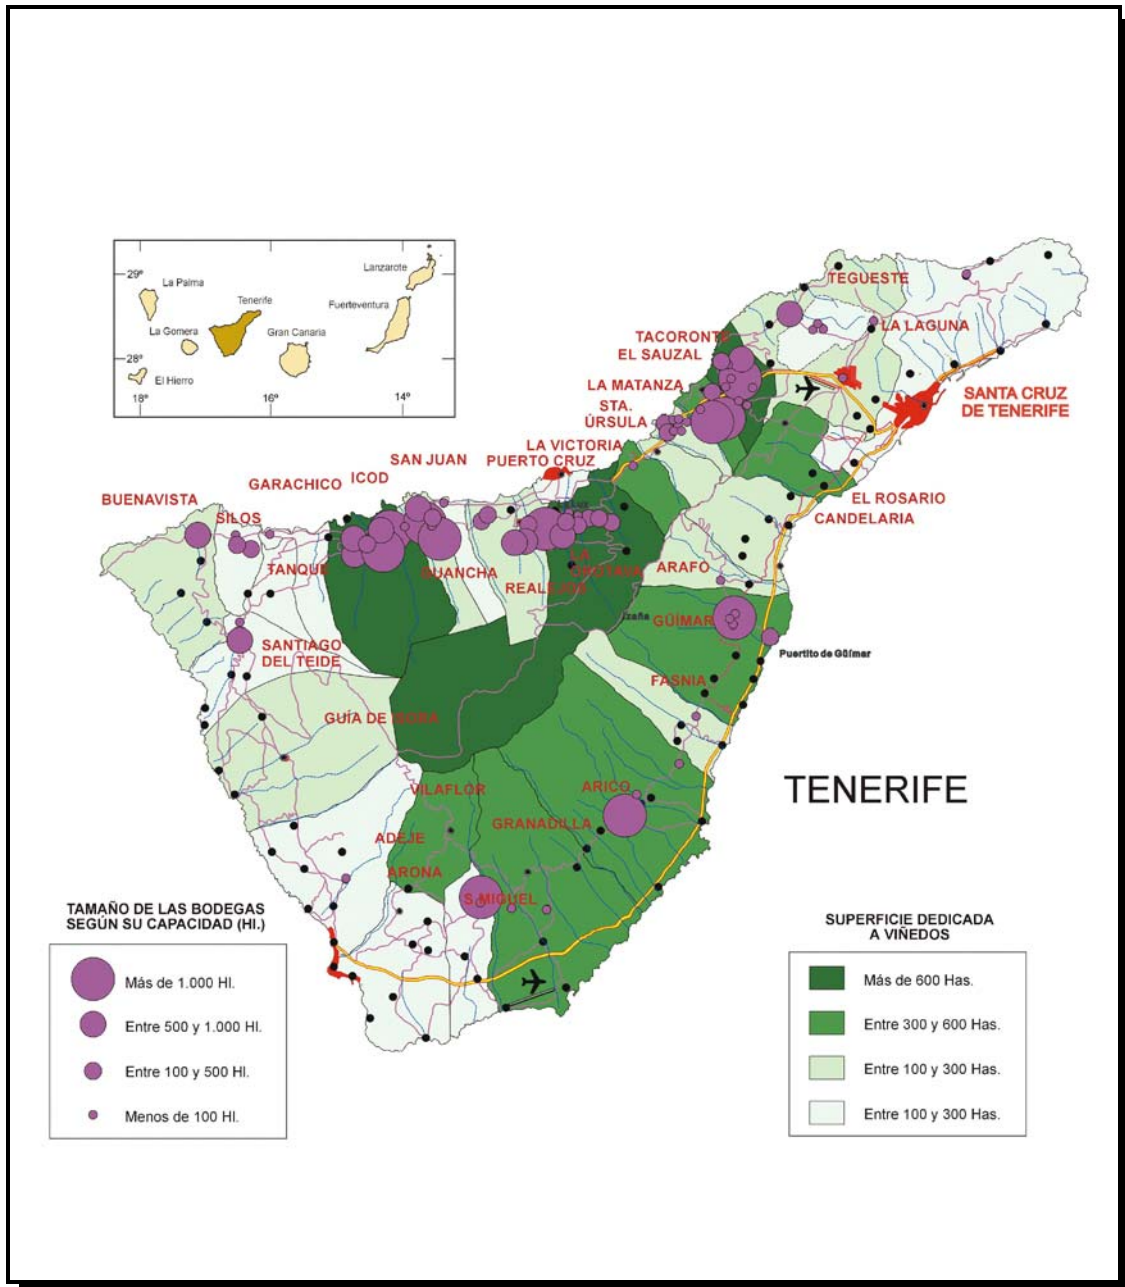 29º
28º
18º
16º
14º
La Palma
La Gomera
El Hierro
Tenerife
Gran Canaria
Fuerteventura
Lanzarote
TEGUESTE
LA LAGUNA
TACORONTE
EL SAUZAL
LA MATANZA
STA.
ÚRSULA
LA VICTORIA
PUERTO CRUZ
SANTA CRUZ
DE TENERIFE
SAN JUAN
ICOD
GARACHICO
BUENAVISTA
SILOS
EL ROSARIO
CANDELARIA
TANQUE
GUANCHA
REALEJOS
LA
OROTAVA
ARAFO
Izaña
GÜÍMAR
Puertito de Güímar
SANTIAGO
DEL TEIDE
FASNIA
GUÍA DE ISORA
VILAFLOR
ARICO
TENERIFE
GRANADILLA
ADEJE
ARONA
S.MIGUEL
TAMAÑO DE LAS BODEGAS
SEGÚN SU CAPACIDAD (Hl.)
Más de 1.000 Hl.
Entre 500 y 1.000 Hl.
Entre 100 y 500 Hl.
Menos de 100 Hl.
SUPERFICIE DEDICADA
A VIÑEDOS
Más de 600 Has.
Entre 300 y 600 Has.
Entre 100 y 300 Has.
Entre 100 y 300 Has.